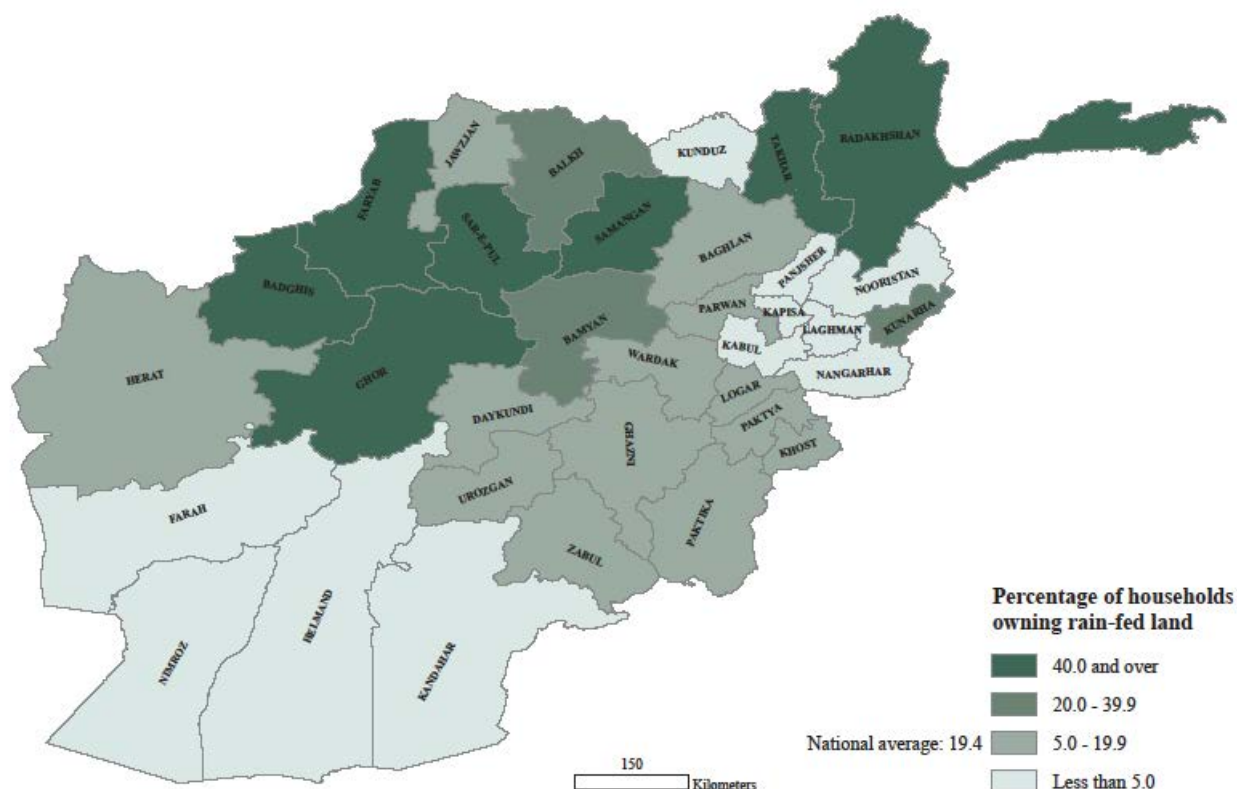 BADAKHSHAN
TAKHAR
KUNDUZ
JAWZJAN
BALKH
FARYAB
SAR-E-PUL
SAMANGAN
BAGHLAN
PANJSHER
NOORISTAN
BADGHIS
PARWAN
KAPISA
KUNARHA
LAGHMAN
BAMYAN
KABUL
WARDAK
NANGARHAR
HERAT
GHOR
LOGAR
DAYKUNDI
PAKTYA
GHAZNI
KHOST
UROZGAN
FARAH
PAKTIKA
ZABUL
HELMAND
NIMROZ
KANDAHAR
Percentage of households
owning rain-fed land
40.0 and over
20.0 - 39.9
National average: 19.4
5.0 - 19.9
Less than 5.0
150
Kilometers